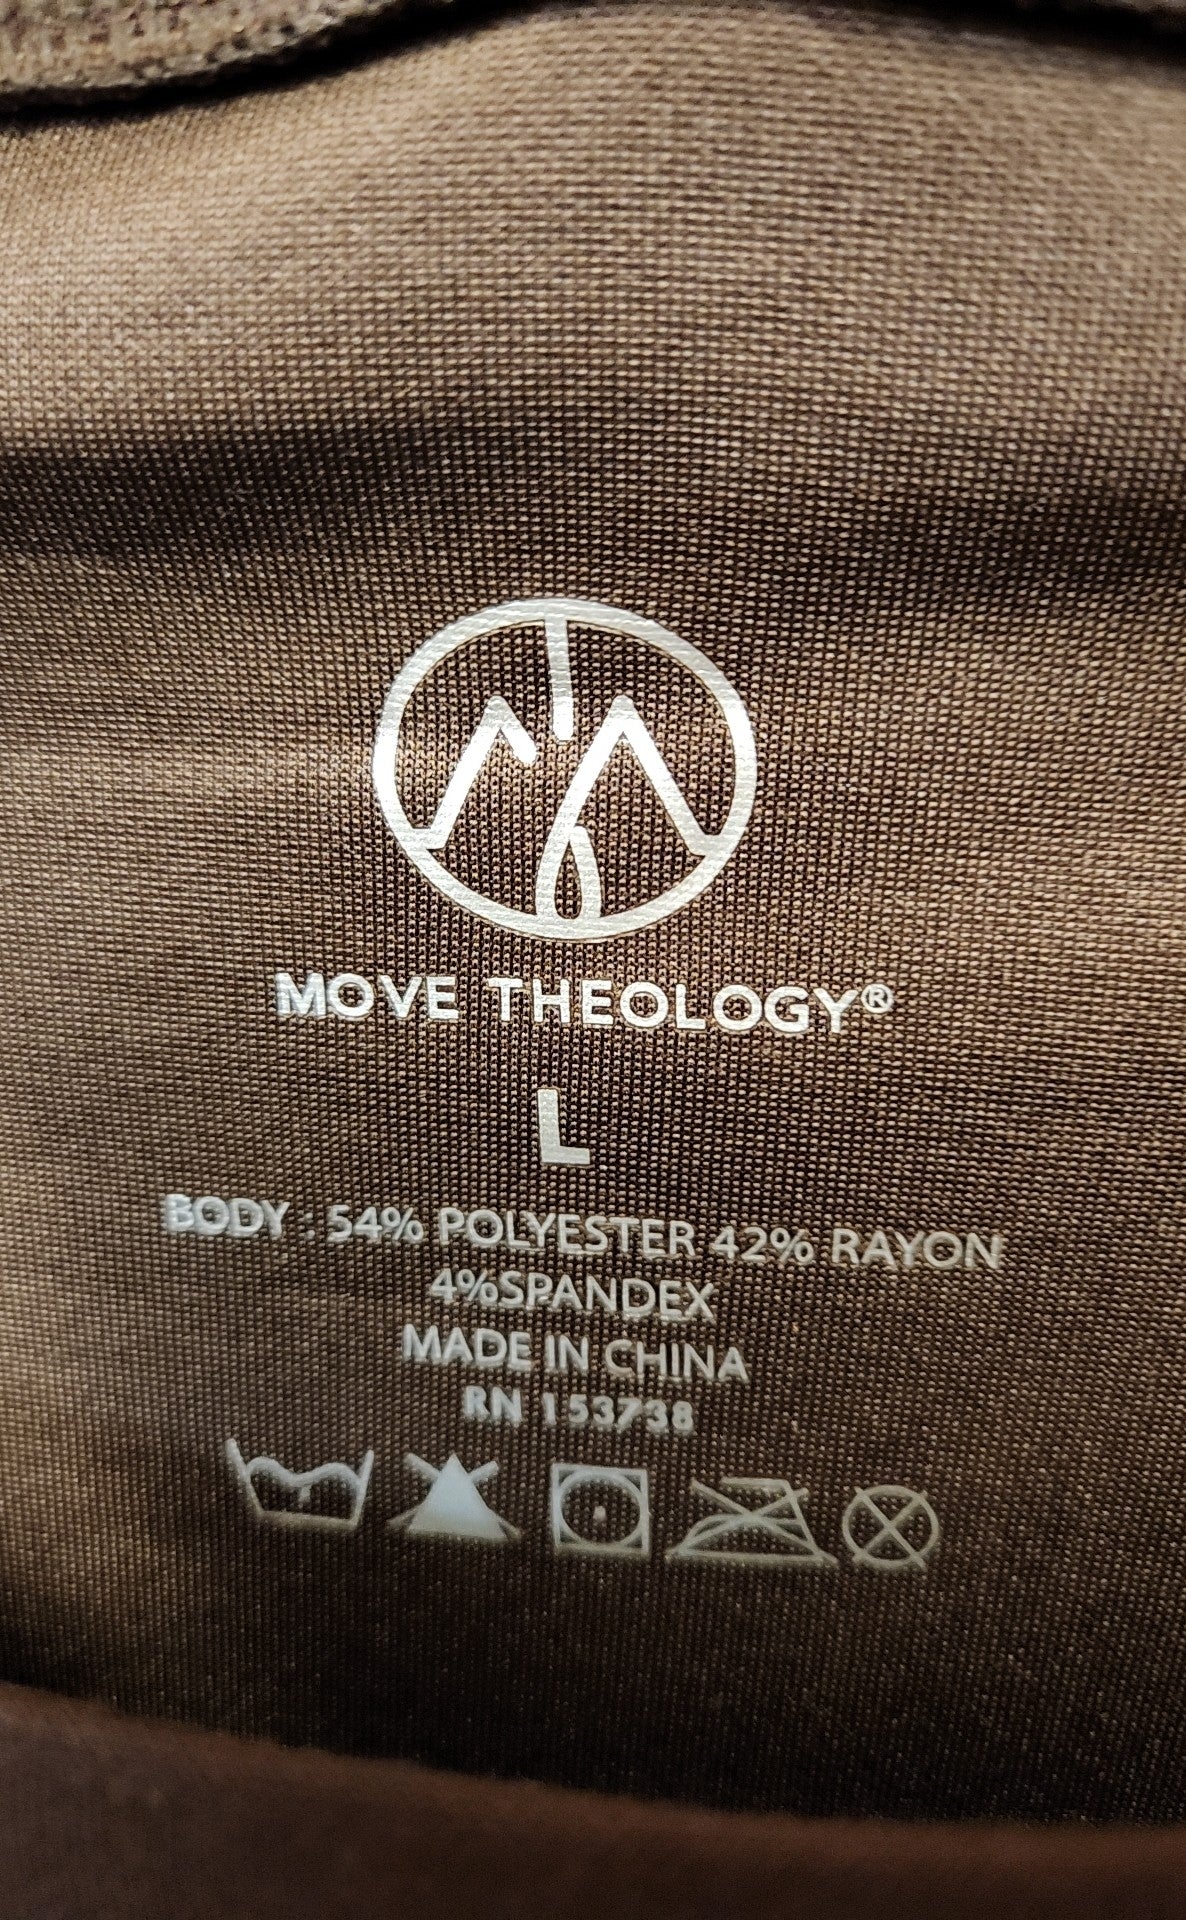 MOVE THEOLOGY®
L
BODY : 54% POLYESTER 42% RAYON
4%SPANDEX
MADE IN CHINA
RN 153738